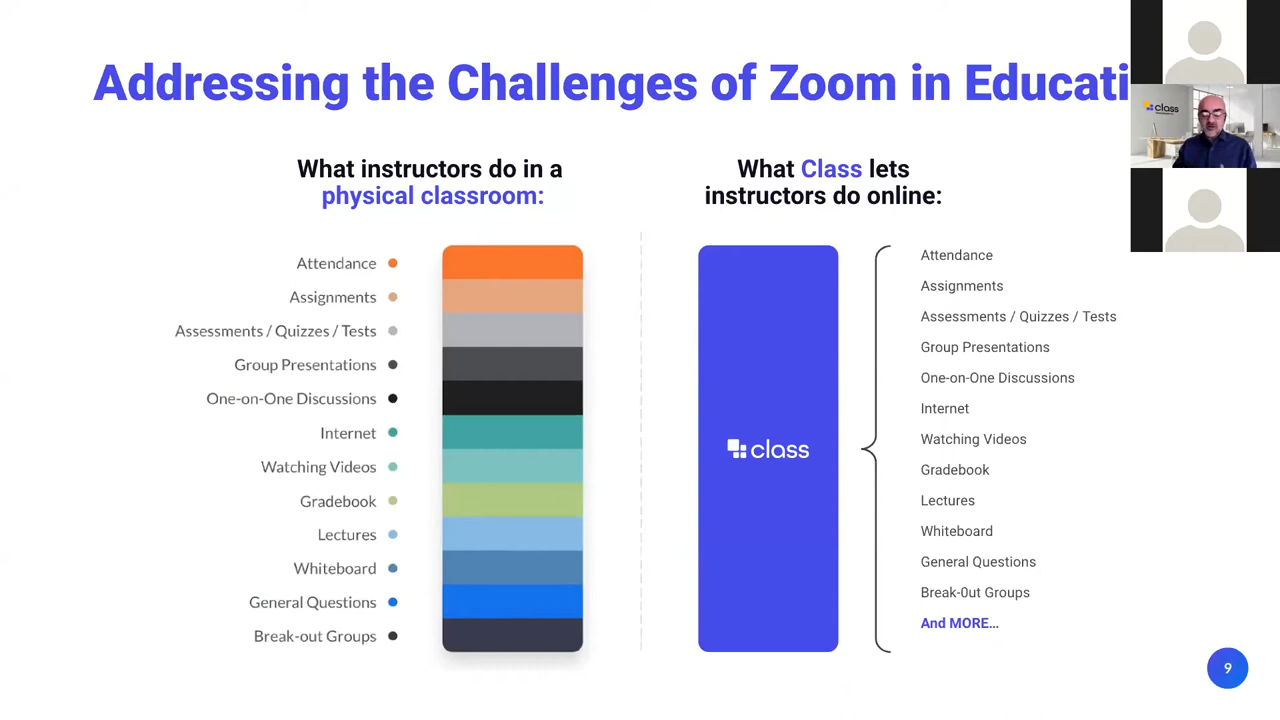 Addressing the Challenges of Zoom in Educati
class
What instructors do in a
physical classroom:
Attendance
Assignments
Assessments / Quizzes / Tests
Group Presentations
One-on-One Discussions
Internet
Watching Videos
Gradebook
Lectures
Whiteboard
General Questions
Break-out Groups
What Class lets
instructors do online:
class
Attendance
Assignments
Assessments / Quizzes / Tests
Group Presentations
One-on-One Discussions
Internet
Watching Videos
Gradebook
Lectures
Whiteboard
General Questions
Break-0ut Groups
And MORE...
9